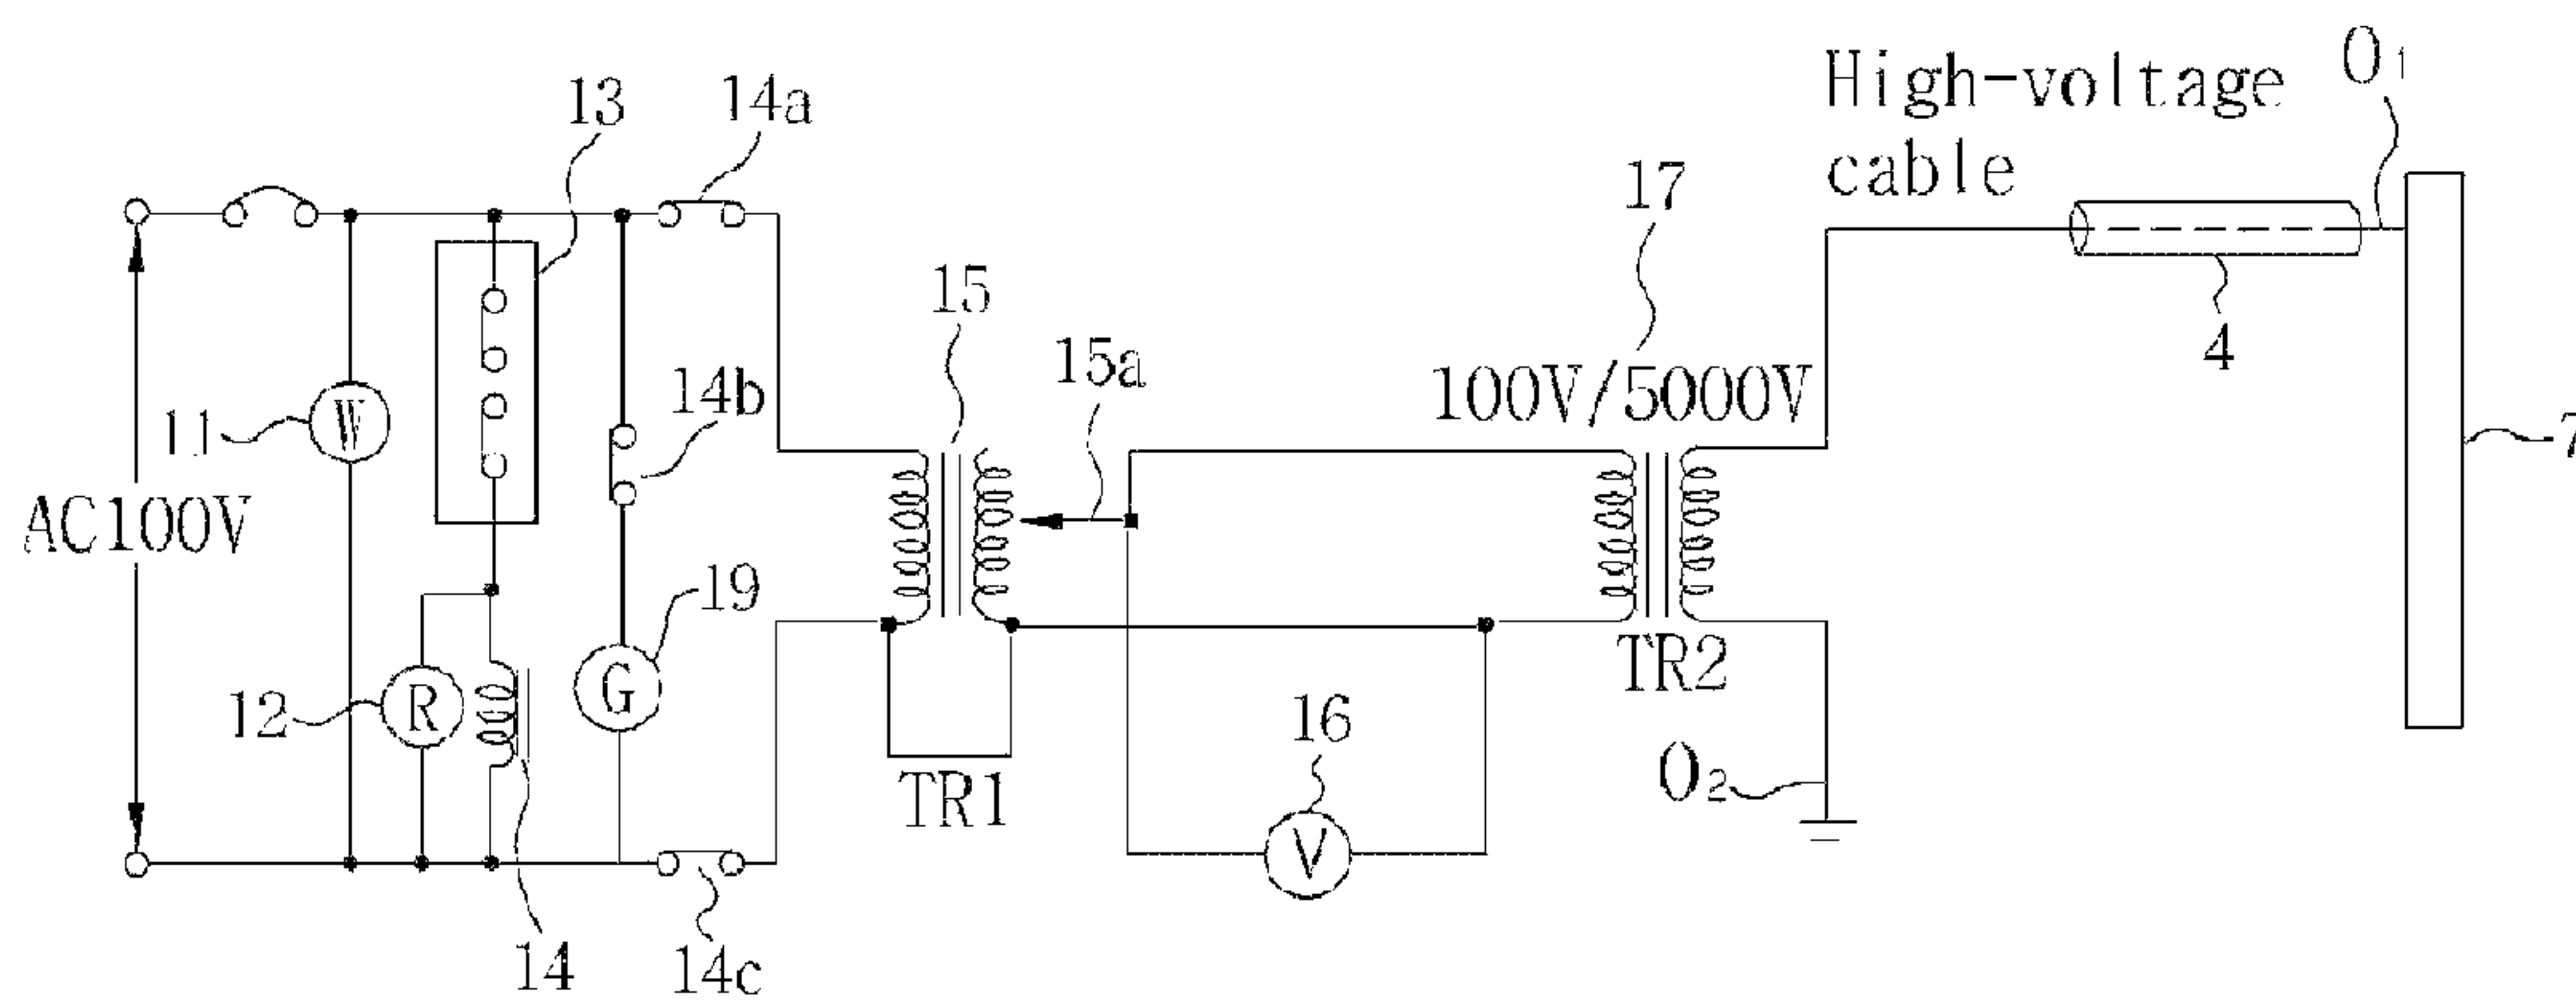 High-voltage
cable
O1
13
14a
17
15
15a
4
14b
100V/5000V
11
W
7
AC100V
19
G
12
R
TR2
16
O2
TR1
V
14
14c